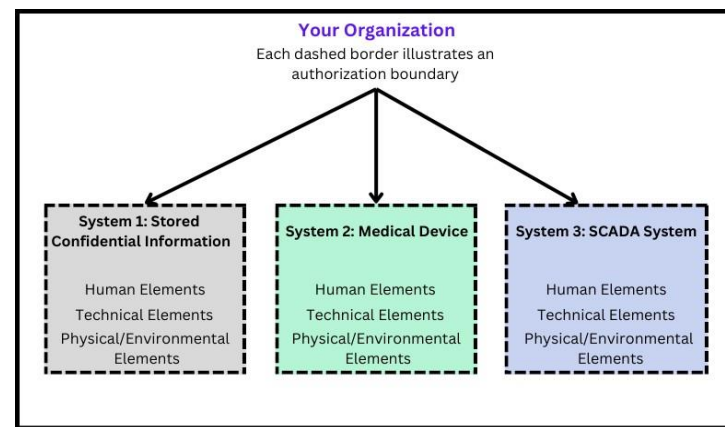 Your Organization
Each dashed border illustrates an
authorization boundary
System 1: Stored
Confidential Information
Human Elements
Technical Elements
Physical/Environmental
Elements
System 2: Medical Device
Human Elements
Technical Elements
Physical/Environmental
Elements
System 3: SCADA System
Human Elements
Technical Elements
Physical/Environmental
Elements